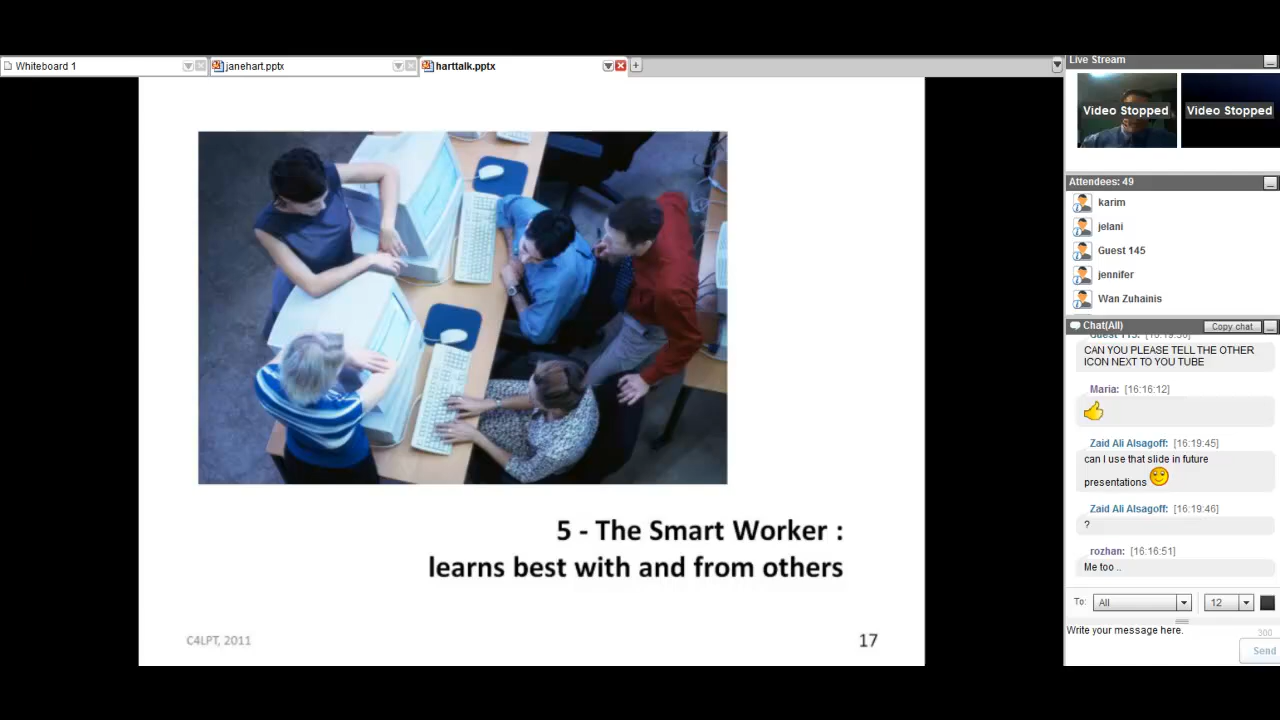 Whiteboard 1
janehart.pptx
harttalk.pptx
Live Stream
Video Stopped
Video Stopped
Attendees: 49
karim
jelani
Guest 145
jennifer
Wan Zuhainis
Chat(All)
Copy chat
CAN YOU PLEASE TELL THE OTHER
ICON NEXT TO YOU TUBE
Maria: [16:16:12]
Zaid Ali Alsagoff: [16:19:45]
can I use that slide in future
presentations
Zaid Ali Alsagoff: [16:19:46]
?
rozhan: [16:16:51]
Me too ..
To:
All
12
Write your message here.
300
Send
5 - The Smart Worker :
learns best with and from others
C4LPT, 2011
17